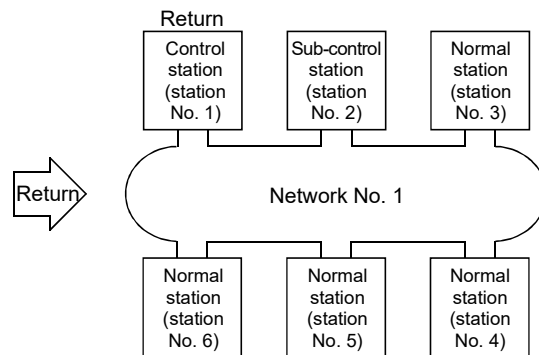 Return
Control
station
(station
No. 1)
Sub-control
station
(station
No. 2)
Normal
station
(station
No. 3)
Return
Network No. 1
Normal
station
(station
No. 6)
Normal
station
(station
No. 5)
Normal
station
(station
No. 4)